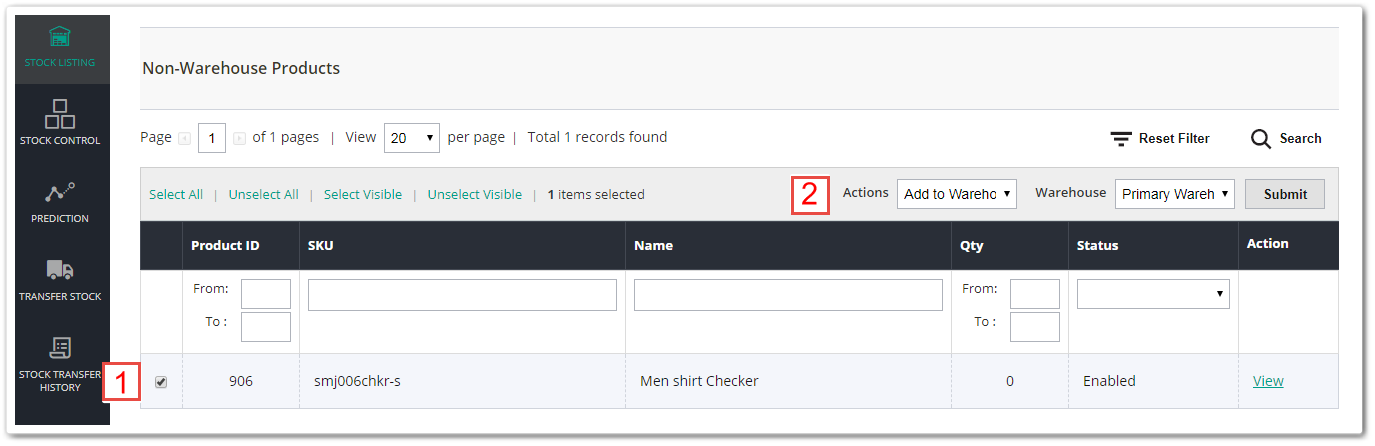 STOCK LISTING
STOCK CONTROL
PREDICTION
TRANSFER STOCK
STOCK TRANSFER
HISTORY
Non-Warehouse Products
Page 1 of 1 pages | View 20 per page | Total 1 records found
Reset Filter Search
Select All | Unselect All | Select Visible | Unselect Visible | 1 items selected
2 Actions Add to Wareho Warehouse Primary Wareh Submit
Product ID SKU Name Qty Status Action
From: From:
To : To :
1 906 smj006chkr-s Men shirt Checker 0 Enabled View